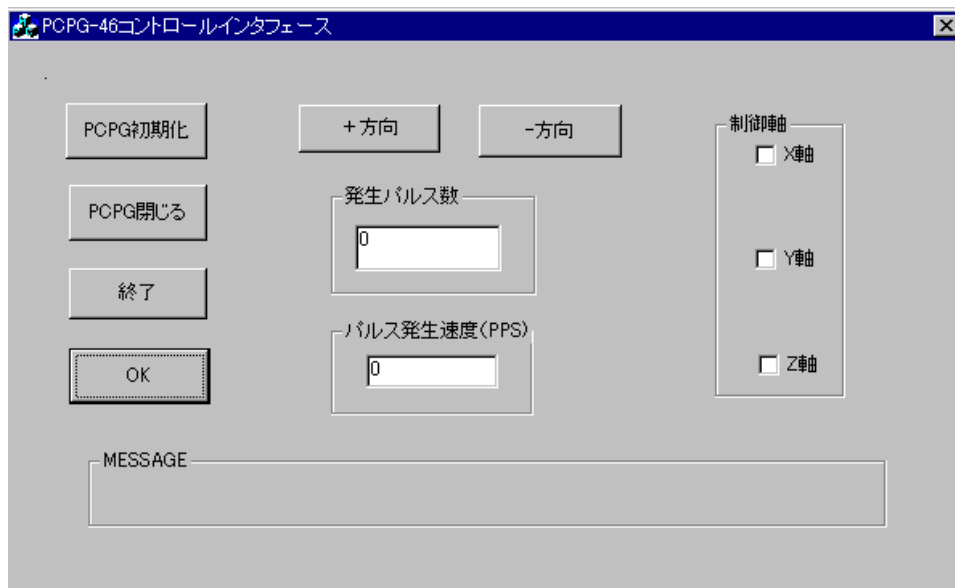 PCPG-46コントロールインタフェース
.
PCPG初期化
+方向
-方向
制御軸
X軸
PCPG閉じる
発生パルス数
0
Y軸
終了
パルス発生速度(PPS)
0
Z軸
OK
MESSAGE